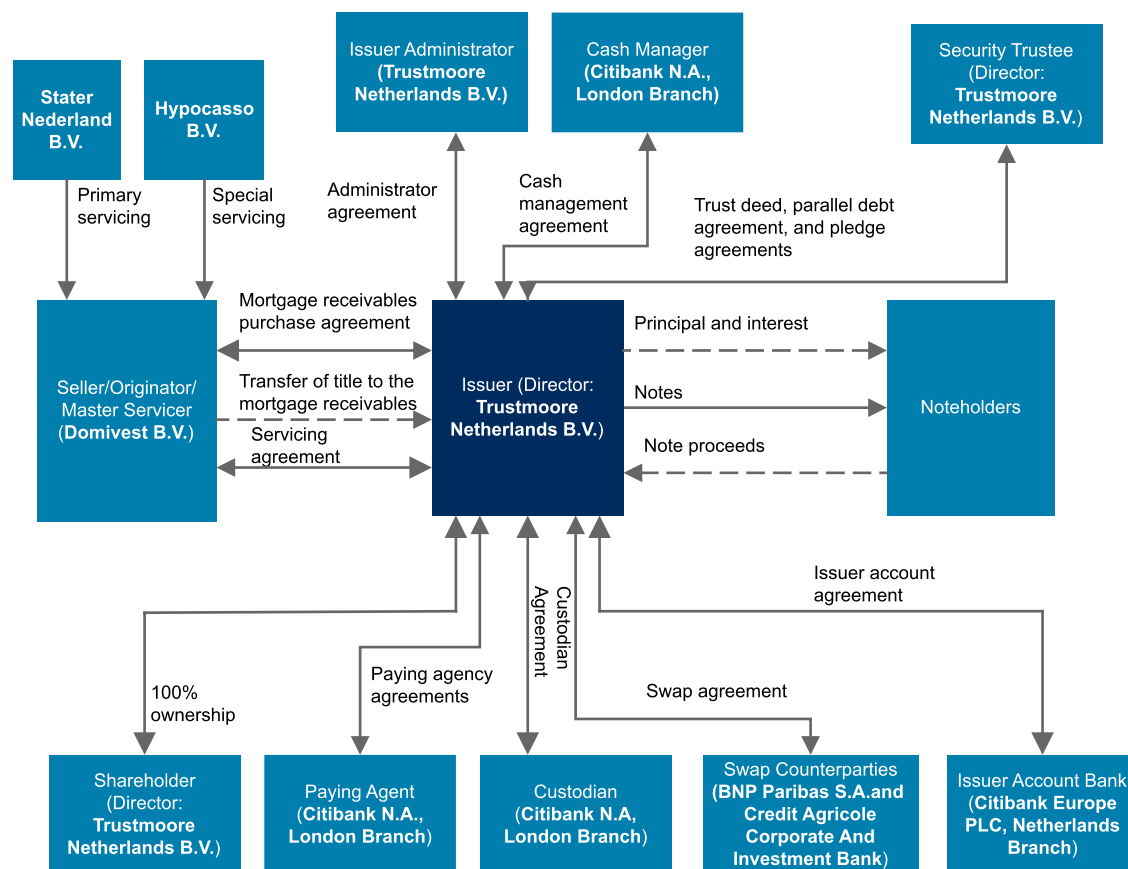 Stater
Nederland
B.V.
Hypocasso
B.V.
Issuer Administrator
(Trustmoore
Netherlands B.V.)
Cash Manager
(Citibank N.A.,
London Branch)
Security Trustee
(Director:
Trustmoore
Netherlands B.V.)
Primary
servicing
Special
servicing
Administrator
agreement
Cash
management
agreement
Trust deed, parallel debt
agreement, and pledge
agreements
Seller/Originator/
Master Servicer
(Domivest B.V.)
Mortgage receivables
purchase agreement
Transfer of title to the
mortgage receivables
Servicing
agreement
Issuer (Director:
Trustmoore
Netherlands B.V.)
Principal and interest
Notes
Note proceeds
Noteholders
100%
ownership
Paying agency
agreements
Custodian
Agreement
Swap agreement
Issuer account
agreement
Shareholder
(Director:
Trustmoore
Netherlands B.V.)
Paying Agent
(Citibank N.A.,
London Branch)
Custodian
(Citibank N.A,
London Branch)
Swap Counterparties
(BNP Paribas S.A.and
Credit Agricole
Corporate And
Investment Bank)
Issuer Account Bank
(Citibank Europe
PLC, Netherlands
Branch)